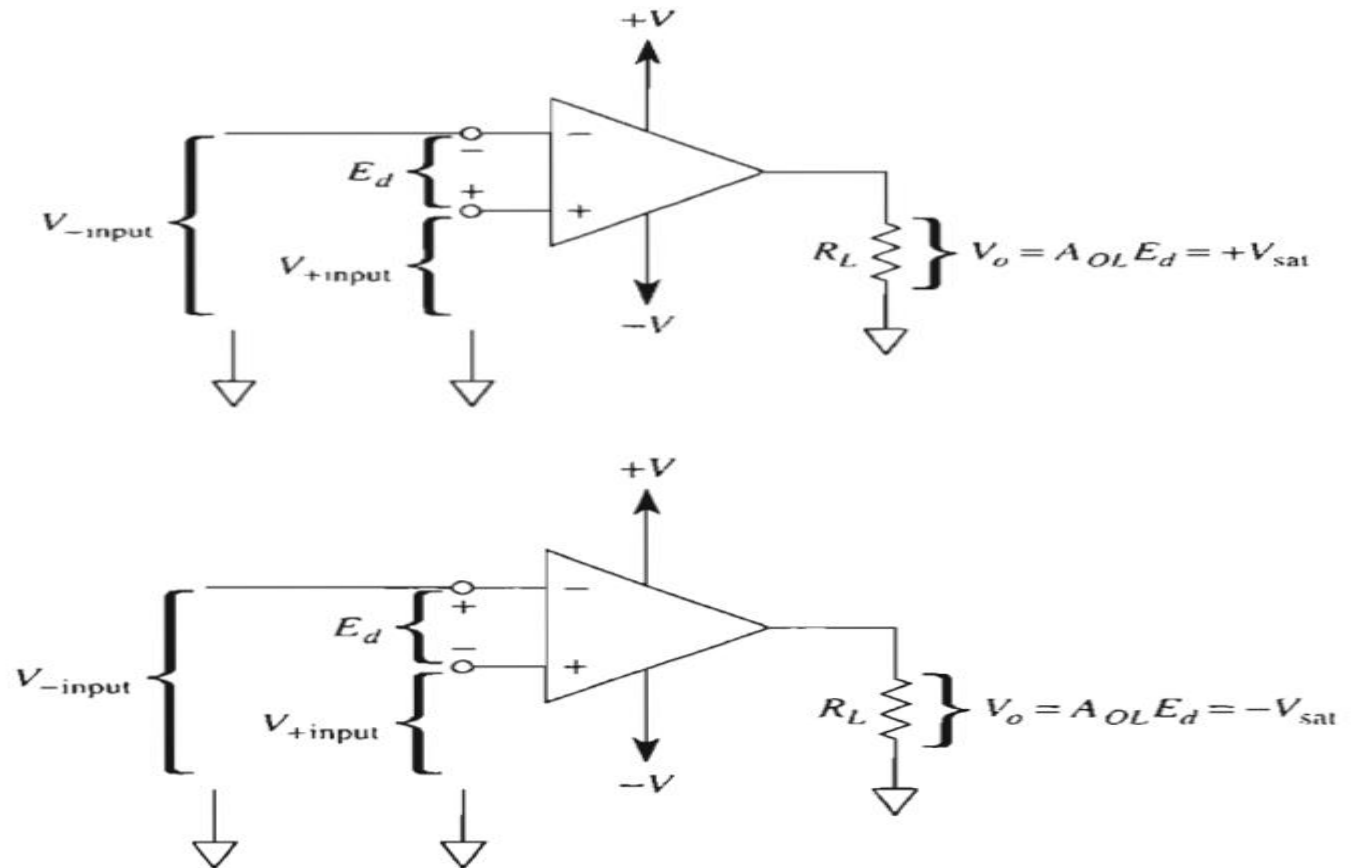 +V
−
−
E_d
+
+
V_−input
V_+input
R_L
V_o = A_OL E_d = +V_sat
−V
+V
−
+
E_d
−
+
V_−input
V_+input
R_L
V_o = A_OL E_d = −V_sat
−V